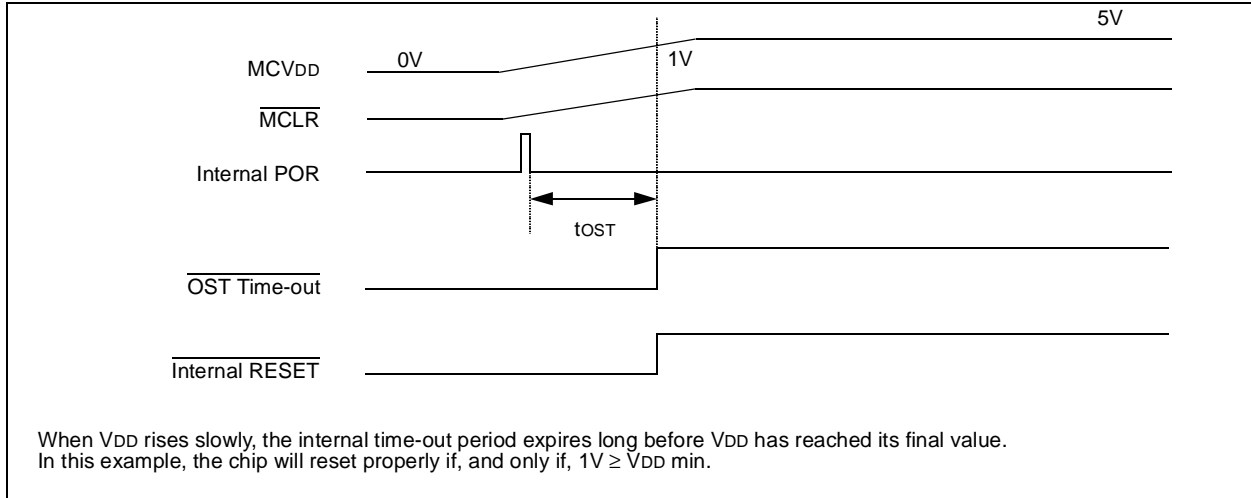 5V
0V
1V
MCVDD
MCLR
Internal POR
tOST
OST Time-out
Internal RESET
When VDD rises slowly, the internal time-out period expires long before VDD has reached its final value.
In this example, the chip will reset properly if, and only if, 1V ≥ VDD min.